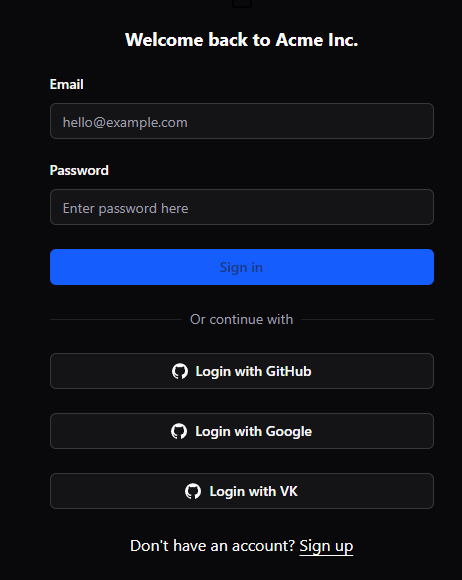 Welcome back to Acme Inc.
Email
hello@example.com
Password
Enter password here
Sign in
Or continue with
Login with GitHub
Login with Google
Login with VK
Don't have an account? Sign up